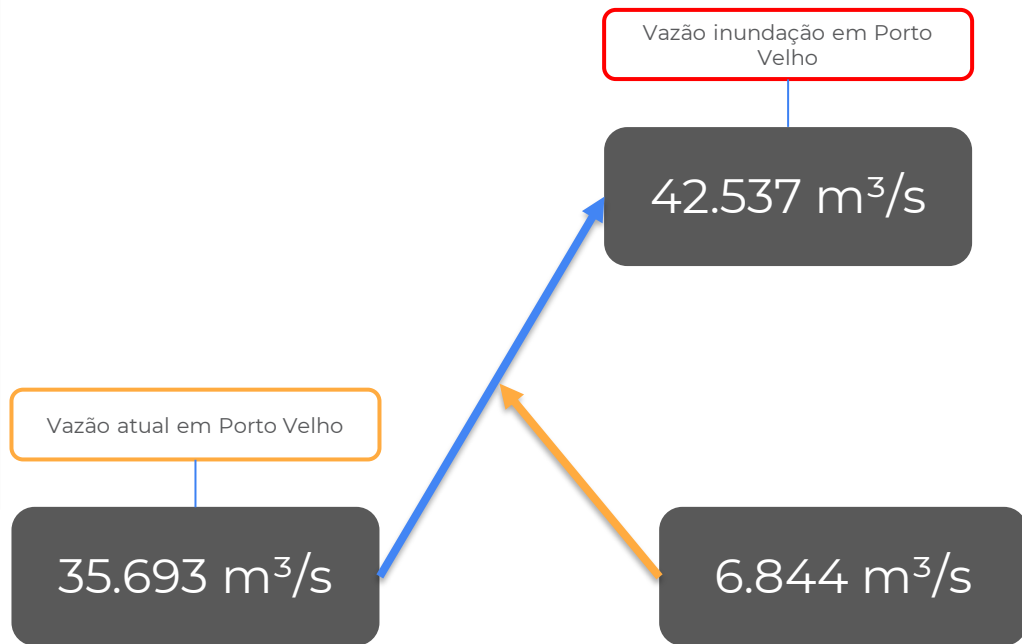 Vazão inundação em Porto
Velho
42.537 m³/s
Vazão atual em Porto Velho
35.693 m³/s
6.844 m³/s